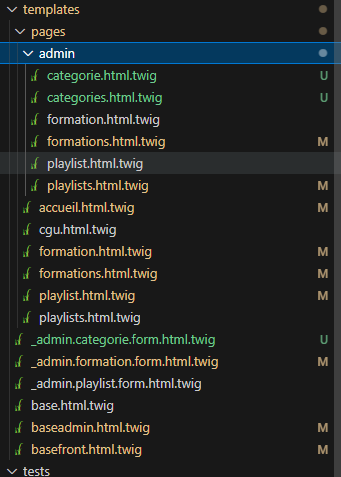 templates
pages
admin
categorie.html.twig U
categories.html.twig U
formation.html.twig
formations.html.twig M
playlist.html.twig
playlists.html.twig M
accueil.html.twig M
cgu.html.twig
formation.html.twig M
formations.html.twig M
playlist.html.twig M
playlists.html.twig
_admin.categorie.form.html.twig U
_admin.formation.form.html.twig M
_admin.playlist.form.html.twig
base.html.twig
baseadmin.html.twig M
basefront.html.twig M
tests